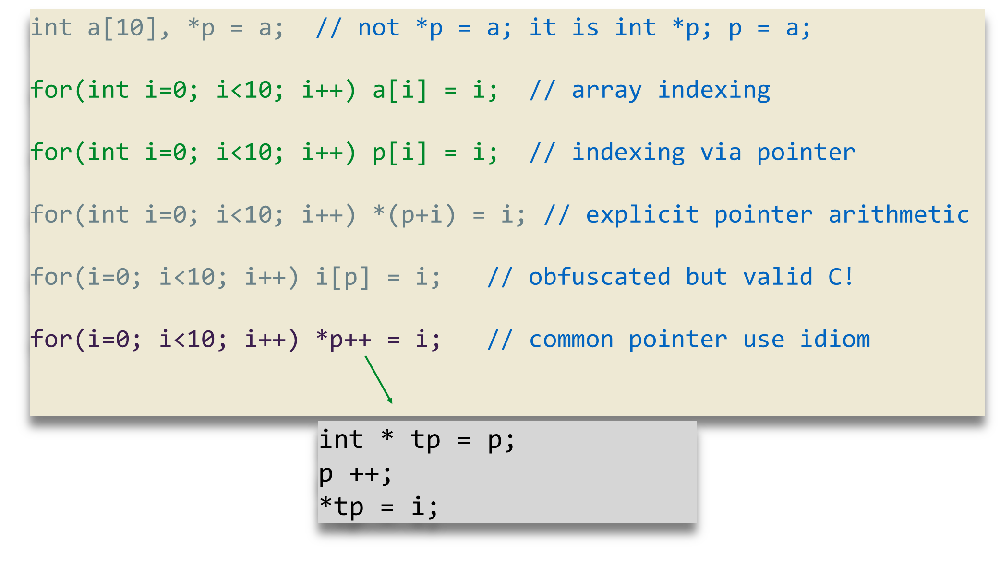 int a[10], *p = a;  // not *p = a; it is int *p; p = a;
for(int i=0; i<10; i++) a[i] = i;  // array indexing
for(int i=0; i<10; i++) p[i] = i;  // indexing via pointer
for(int i=0; i<10; i++) *(p+i) = i; // explicit pointer arithmetic
for(i=0; i<10; i++) i[p] = i;   // obfuscated but valid C!
for(i=0; i<10; i++) *p++ = i;   // common pointer use idiom
int * tp = p;
p ++;
*tp = i;